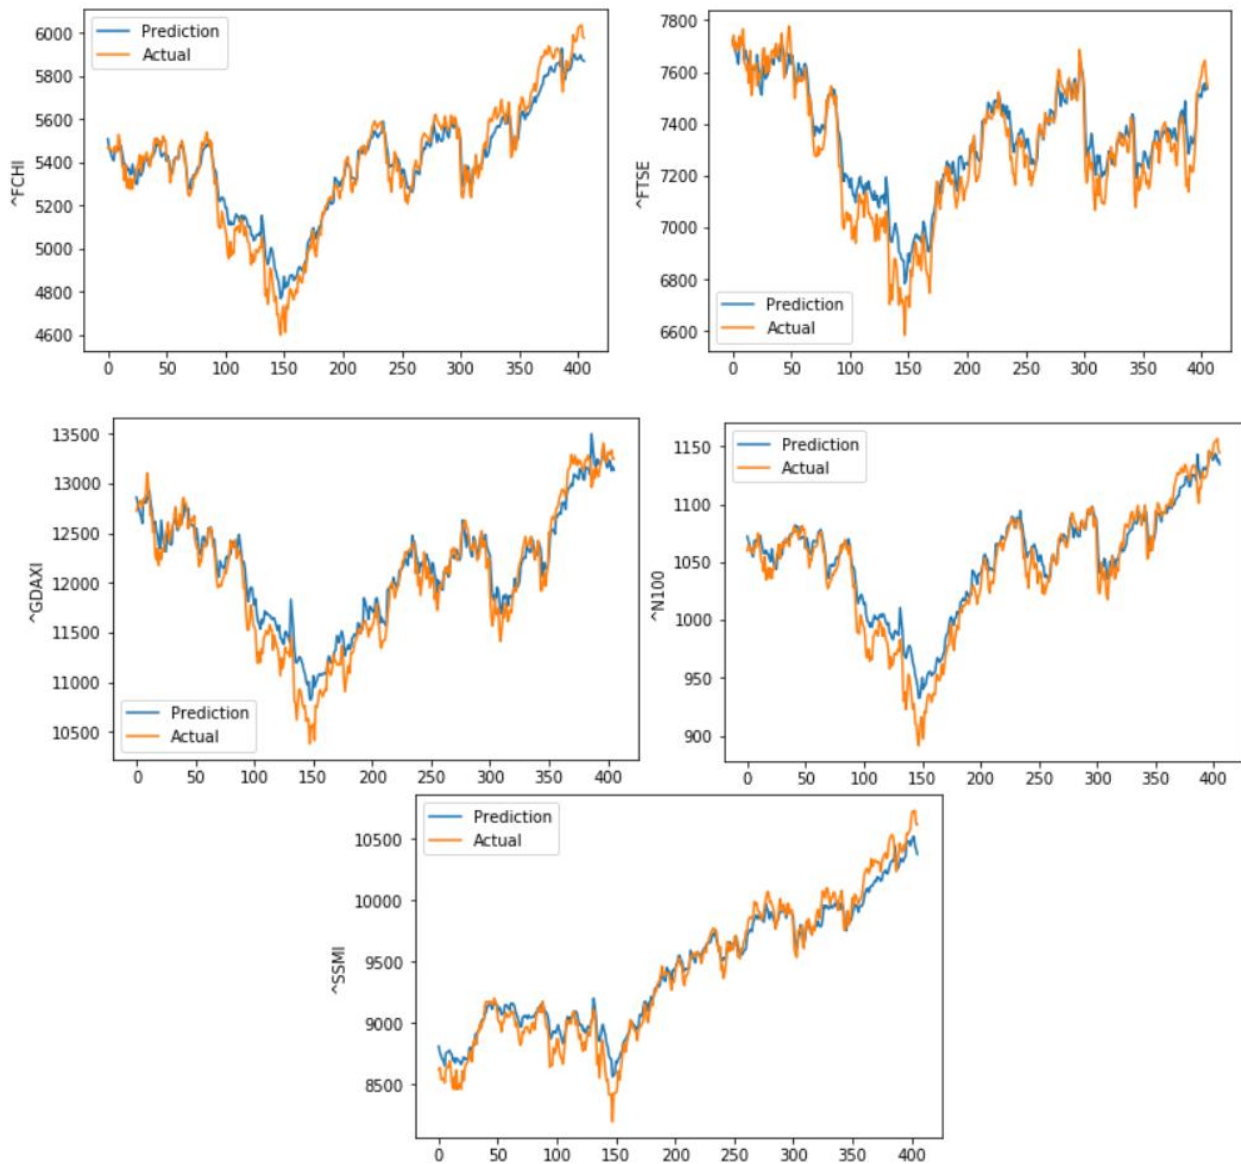 6000
5800
5600
5400
5200
5000
4800
4600
^FCHI
Prediction
Actual
0 50 100 150 200 250 300 350 400
7800
7600
7400
7200
7000
6800
6600
^FTSE
Prediction
Actual
0 50 100 150 200 250 300 350 400
13500
13000
12500
12000
11500
11000
10500
^GDAXI
Prediction
Actual
0 50 100 150 200 250 300 350 400
1150
1100
1050
1000
950
900
^N100
Prediction
Actual
0 50 100 150 200 250 300 350 400
10500
10000
9500
9000
8500
^SSMI
Prediction
Actual
0 50 100 150 200 250 300 350 400